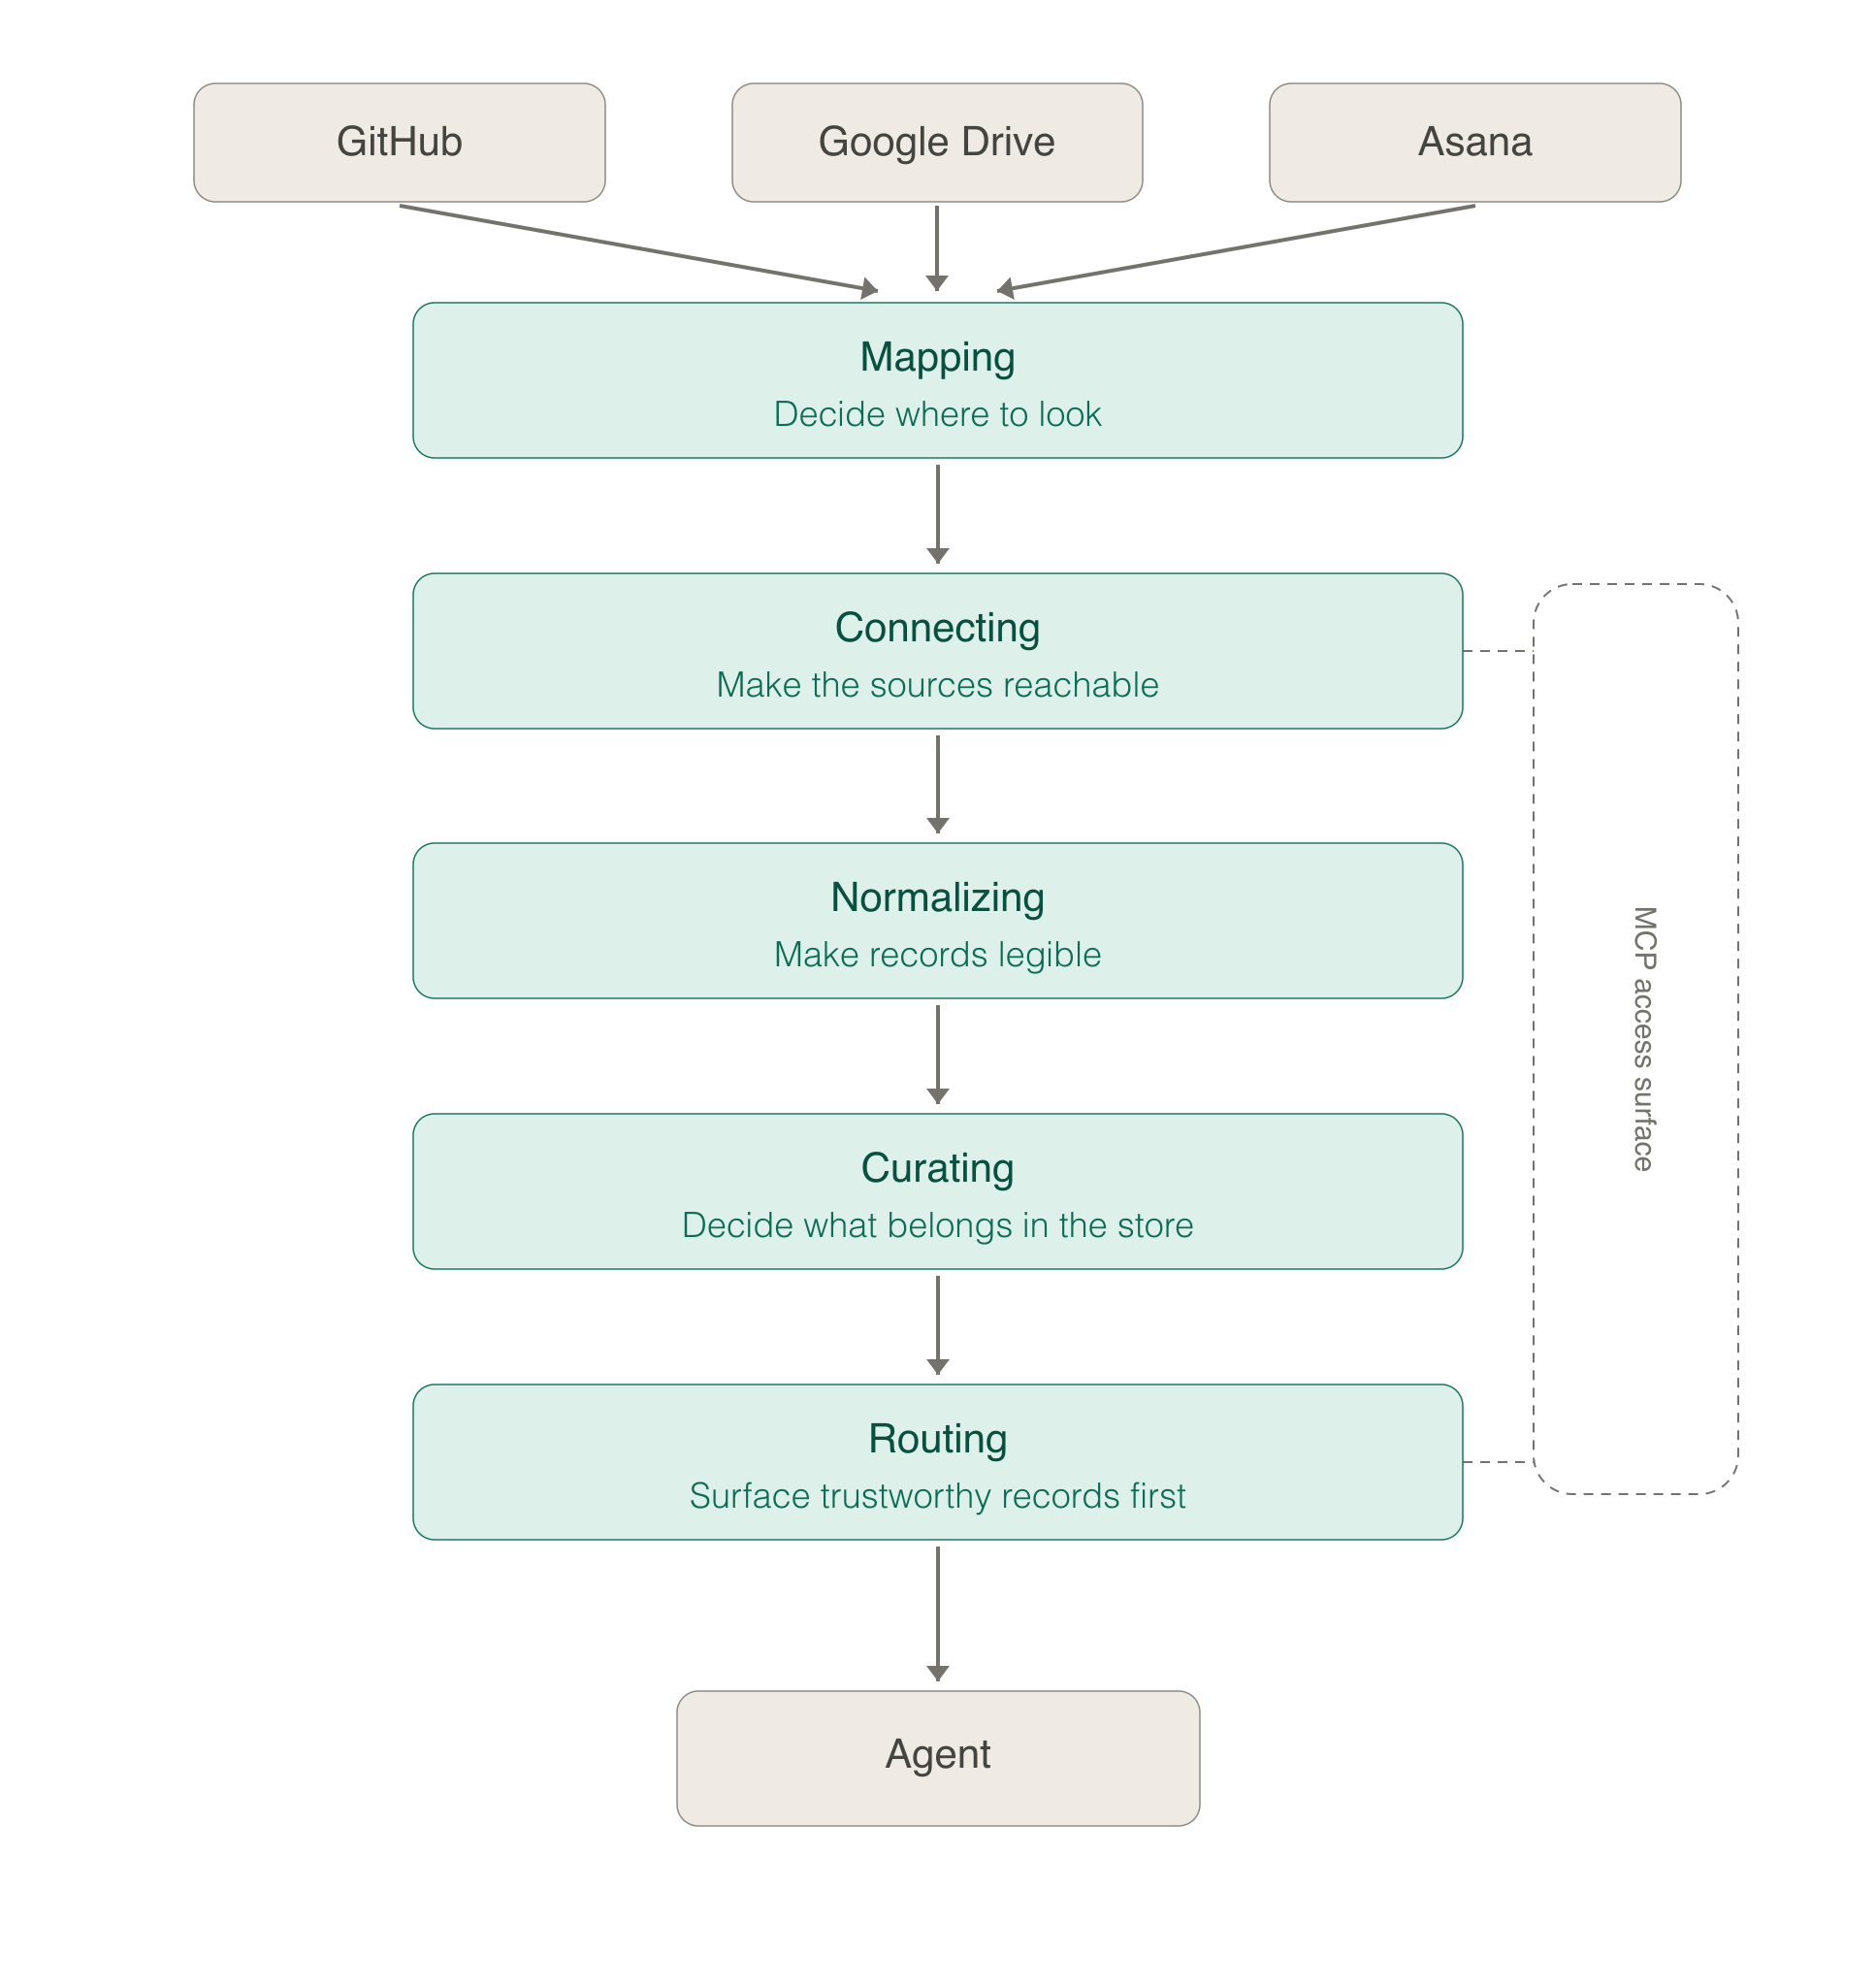 GitHub
Google Drive
Asana
Mapping
Decide where to look
Connecting
Make the sources reachable
Normalizing
Make records legible
MCP access surface
Curating
Decide what belongs in the store
Routing
Surface trustworthy records first
Agent